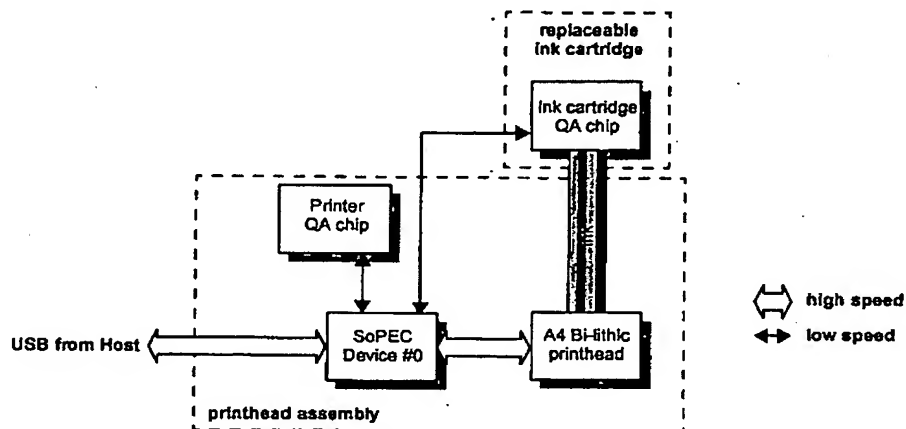 replaceable
ink cartridge
ink cartridge
QA chip
Printer
QA chip
high speed
USB from Host
SoPEC
Device #0
A4 Bi-lithic
printhead
low speed
printhead assembly